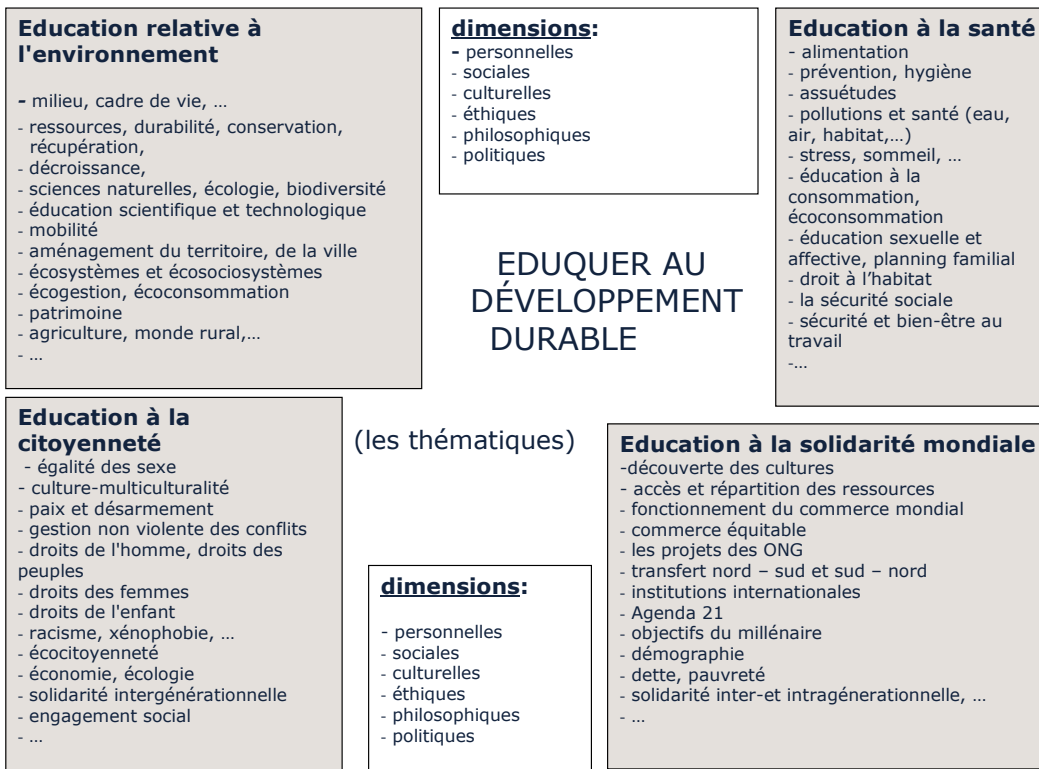 Education relative à
l'environnement
- milieu, cadre de vie, …
- ressources, durabilité, conservation,
récupération,
- décroissance,
- sciences naturelles, écologie, biodiversité
- éducation scientifique et technologique
- mobilité
- aménagement du territoire, de la ville
- écosystèmes et écosociosystèmes
- écogestion, écoconsommation
- patrimoine
- agriculture, monde rural,…
- …
dimensions:
- personnelles
- sociales
- culturelles
- éthiques
- philosophiques
- politiques
Education à la santé
- alimentation
- prévention, hygiène
- assuétudes
- pollutions et santé (eau,
air, habitat,…)
- stress, sommeil, …
- éducation à la
consommation,
écoconsommation
- éducation sexuelle et
affective, planning familial
- droit à l’habitat
- la sécurité sociale
- sécurité et bien-être au
travail
-…
EDUQUER AU
DÉVELOPPEMENT
DURABLE
(les thématiques)
Education à la
citoyenneté
- égalité des sexe
- culture-multiculturalité
- paix et désarmement
- gestion non violente des conflits
- droits de l'homme, droits des
peuples
- droits des femmes
- droits de l'enfant
- racisme, xénophobie, …
- écocitoyenneté
- économie, écologie
- solidarité intergénérationnelle
- engagement social
- …
dimensions:
- personnelles
- sociales
- culturelles
- éthiques
- philosophiques
- politiques
Education à la solidarité mondiale
-découverte des cultures
- accès et répartition des ressources
- fonctionnement du commerce mondial
- commerce équitable
- les projets des ONG
- transfert nord – sud et sud – nord
- institutions internationales
- Agenda 21
- objectifs du millénaire
- démographie
- dette, pauvreté
- solidarité inter-et intragénerationnelle, …
- …